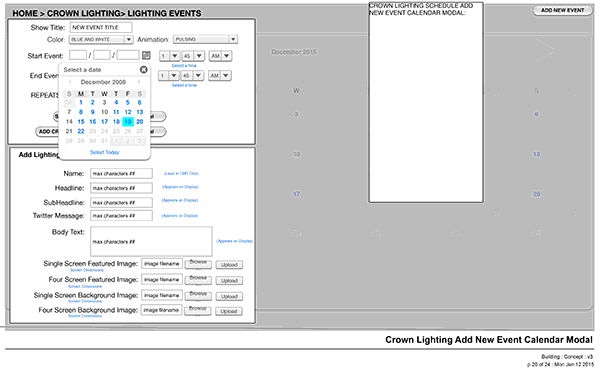 HOME > CROWN LIGHTING> LIGHTING EVENTS
CROWN LIGHTING SCHEDULE ADD
NEW EVENT CALENDAR MODAL:
ADD NEW EVENT
Show Title: NEW EVENT TITLE
Color: BLUE AND WHITE Animation: PULSING
Start Event: / / 1 45 AM
Select a time
End Event 1 45 AM
Select a time
REPEATS
Select a date
December 2008
S M T W T F S
30 1 2 3 4 5 6
7 8 9 10 11 12 13
14 15 16 17 18 19 20
21 22 23 24 25 26 27
28 29 30 31 1 2 3
Select Today
ADD CR
December 2015
W F S
3 5 6
10 13
17 20
Add Lighting
Name: max characters ## (Used in CMS Only)
Headline: max characters ## (Appears on Display)
SubHeadline: max characters ## (Appears on Display)
Twitter Message: max characters ## (Appears on Display)
Body Text: max characters ## (Appears on Display)
Single Screen Featured Image: image filename Browse Upload
Screen Dimensions
Four Screen Featured Image: image filename Browse Upload
Screen Dimensions
Single Screen Background Image: image filename Browse Upload
Screen Dimensions
Four Screen Background Image: image filename Browse Upload
Screen Dimensions
Crown Lighting Add New Event Calendar Modal
Building : Concept : v3
p 20 of 24 : Mon Jan 12 2015